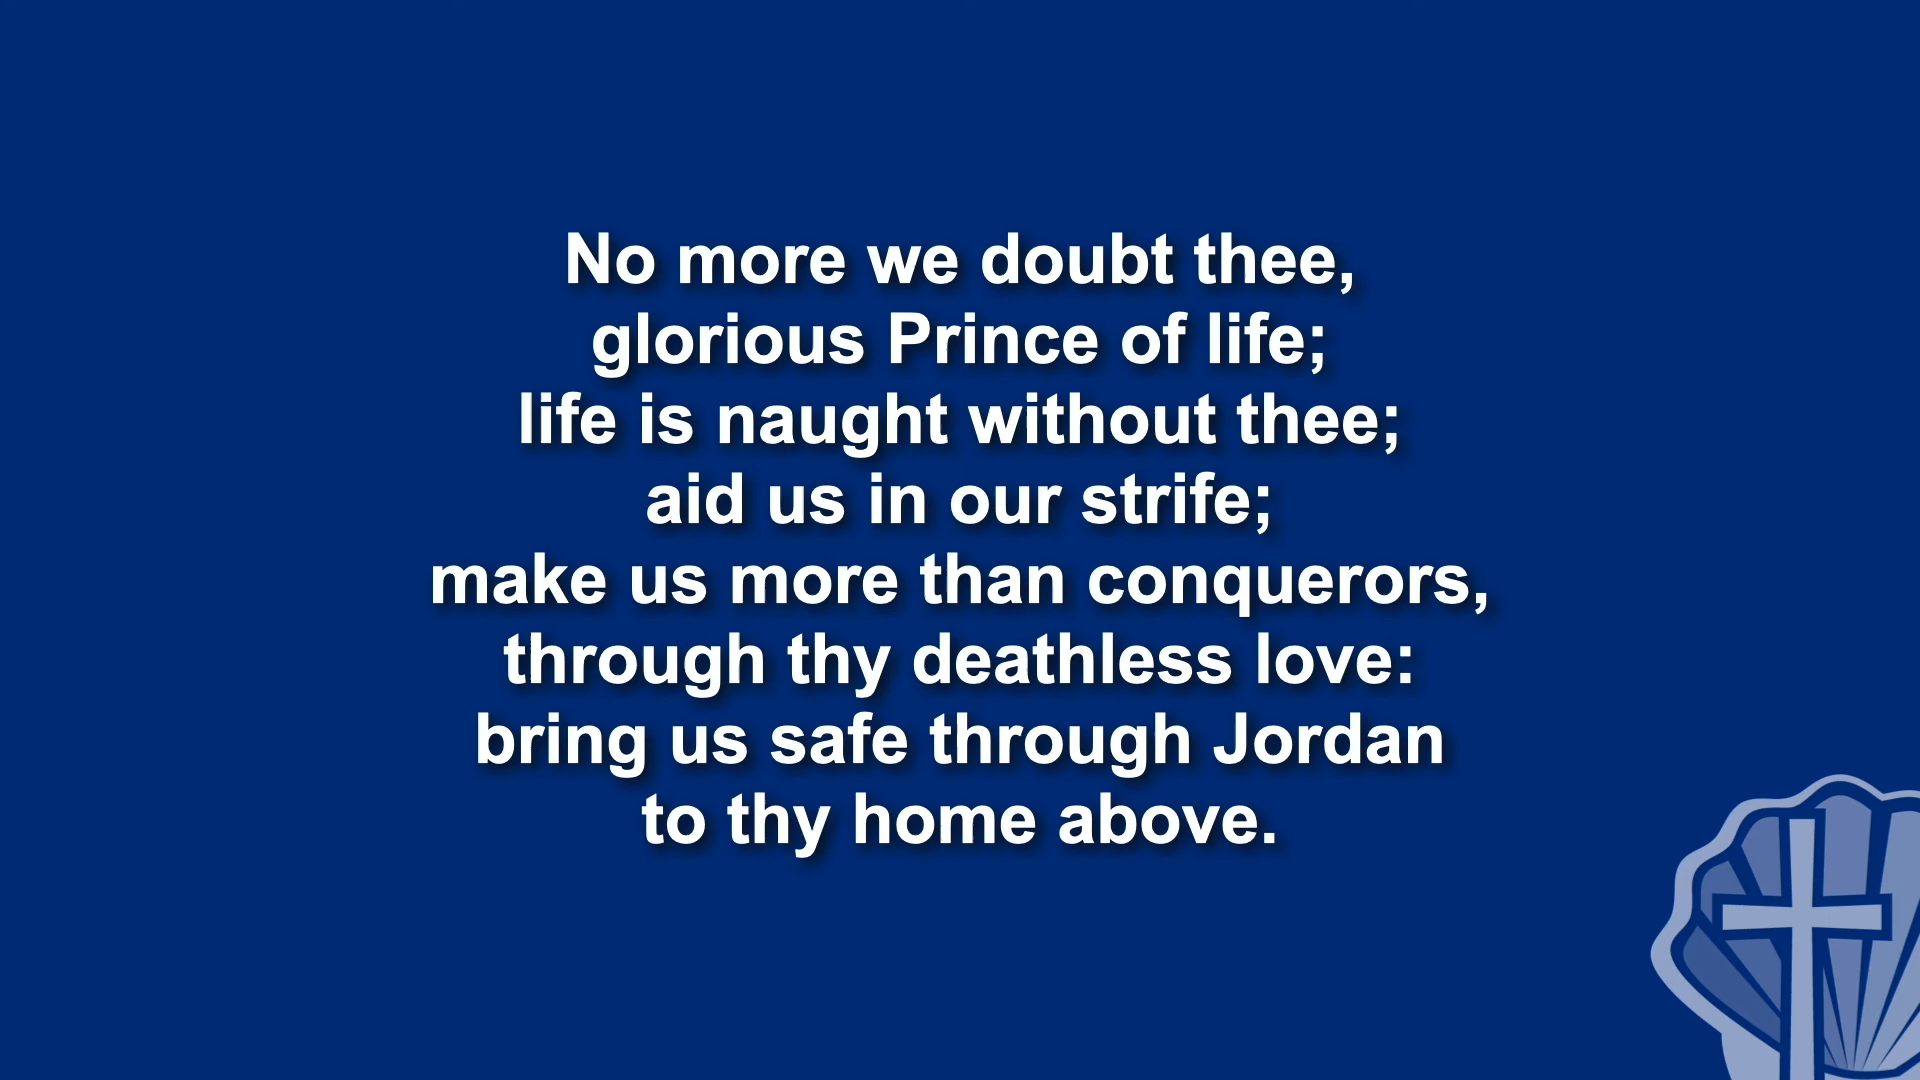 No more we doubt thee,
glorious Prince of life;
life is naught without thee;
aid us in our strife;
make us more than conquerors,
through thy deathless love:
bring us safe through Jordan
to thy home above.